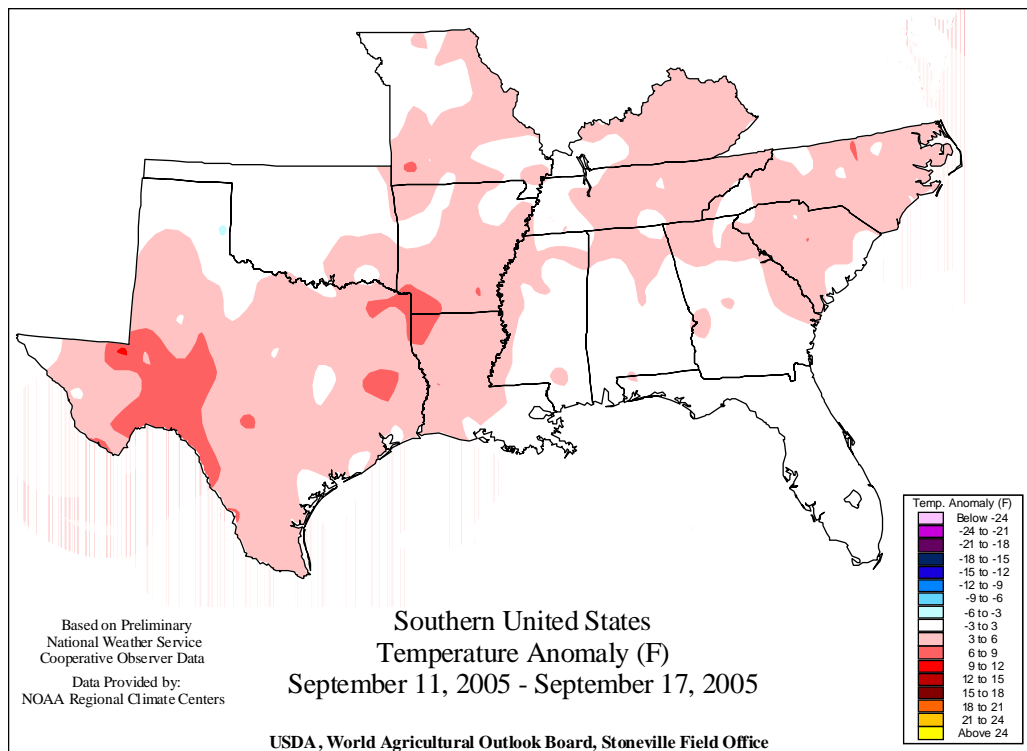 Temp. Anomaly (F)
Below -24
-24 to -21
-21 to -18
-18 to -15
-15 to -12
-12 to -9
-9 to -6
-6 to -3
-3 to 3
3 to 6
6 to 9
9 to 12
12 to 15
15 to 18
18 to 21
21 to 24
Above 24
Based on Preliminary
National Weather Service
Cooperative Observer Data
Data Provided by:
NOAA Regional Climate Centers
Southern United States
Temperature Anomaly (F)
September 11, 2005 - September 17, 2005
USDA, World Agricultural Outlook Board, Stoneville Field Office